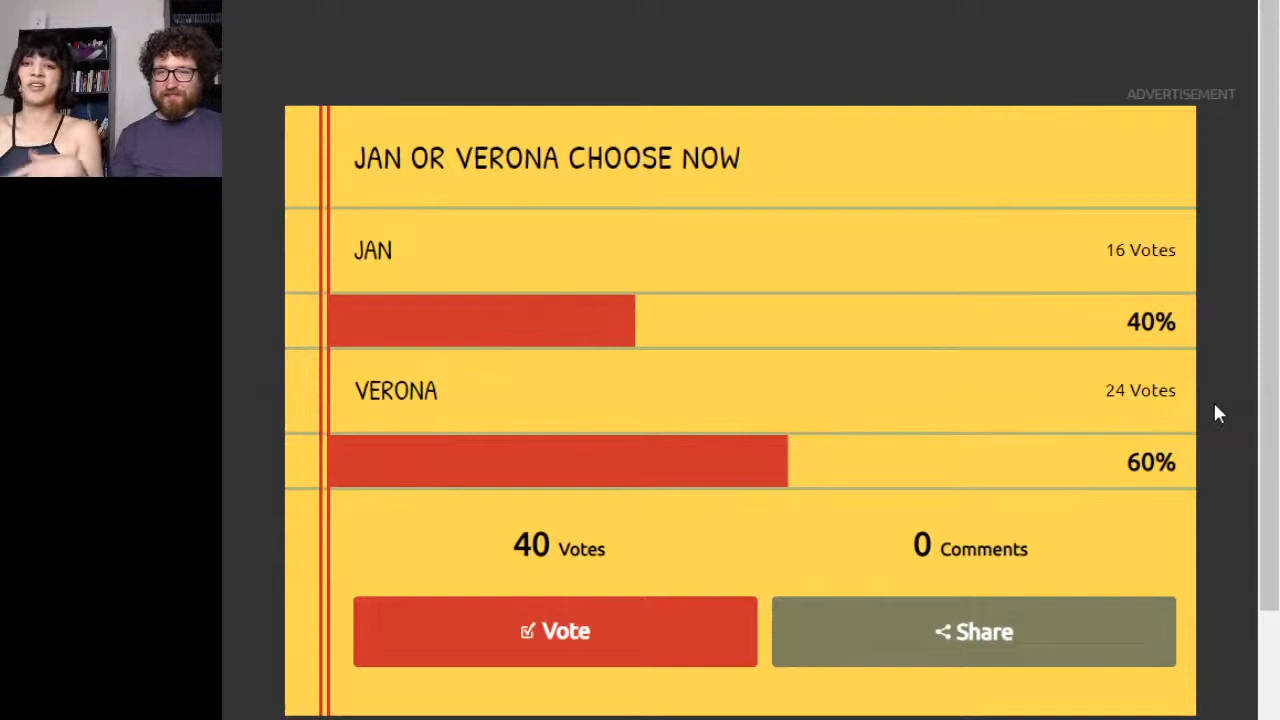 ADVERTISEMENT
JAN OR VERONA CHOOSE NOW
JAN
16 Votes
40%
VERONA
24 Votes
60%
40 Votes
0 Comments
Vote
Share